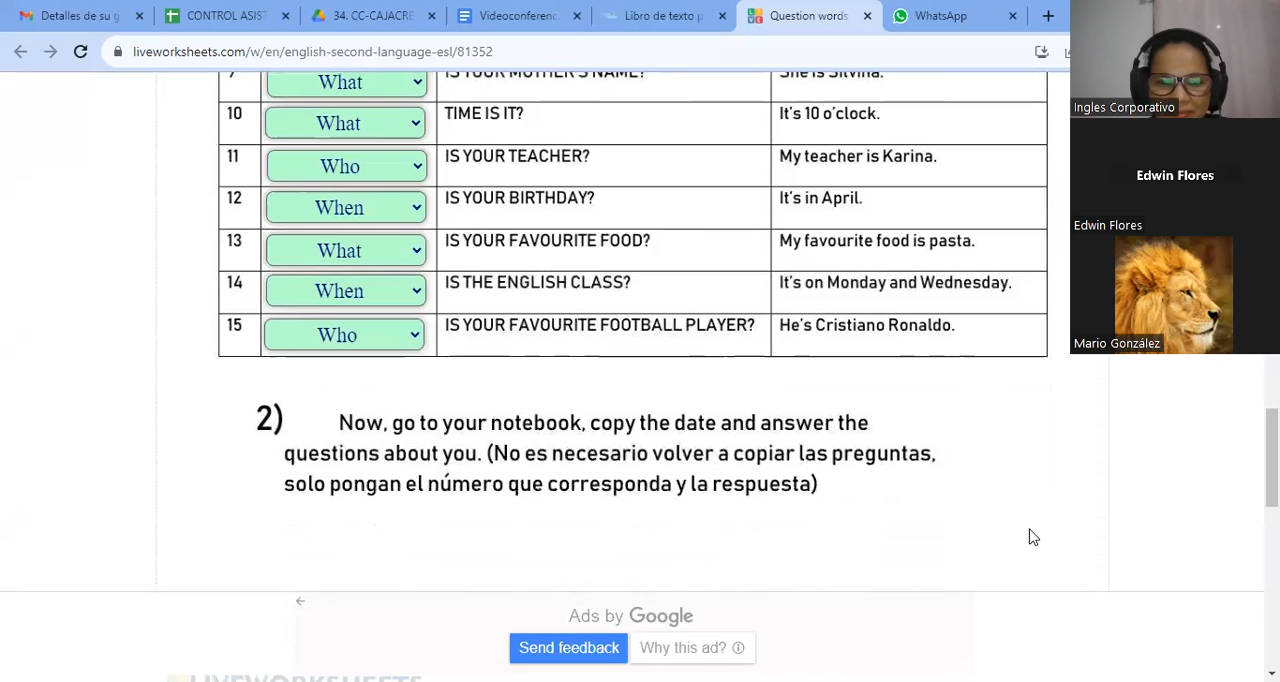 Detalles de su g
CONTROL ASIST
34. CC-CAJACRE
Videoconferenc
Libro de texto p
Question words
WhatsApp
liveworksheets.com/w/en/english-second-language-esl/81352
What IS YOUR MOTHER'S NAME? She is Silvina.
10 What TIME IS IT? It's 10 o'clock.
11 Who IS YOUR TEACHER? My teacher is Karina.
12 When IS YOUR BIRTHDAY? It's in April.
13 What IS YOUR FAVOURITE FOOD? My favourite food is pasta.
14 When IS THE ENGLISH CLASS? It's on Monday and Wednesday.
15 Who IS YOUR FAVOURITE FOOTBALL PLAYER? He's Cristiano Ronaldo.
2) Now, go to your notebook, copy the date and answer the
questions about you. (No es necesario volver a copiar las preguntas,
solo pongan el número que corresponda y la respuesta)
Ads by Google
Send feedback
Why this ad?
LIVEWORKSHEETS
Ingles Corporativo
Edwin Flores
Edwin Flores
Mario González